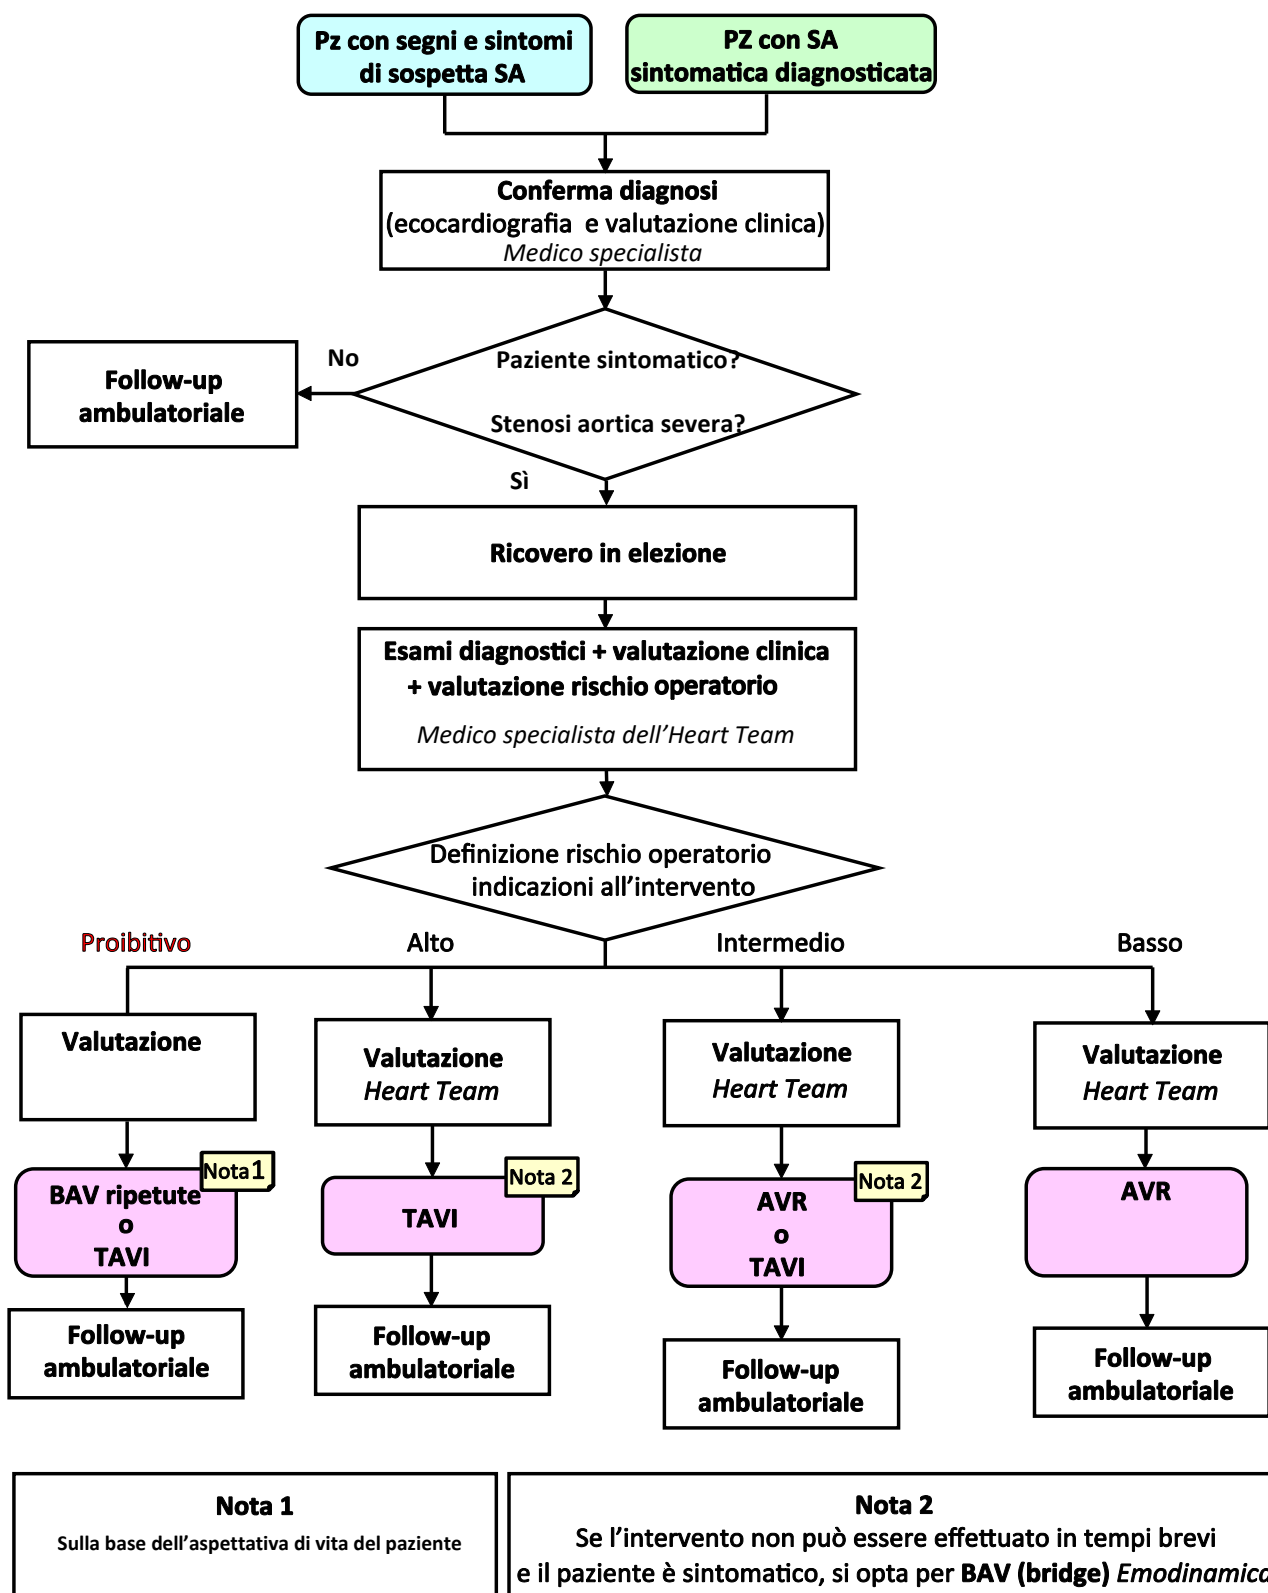 Pz con segni e sintomi
di sospetta SA
PZ con SA
sintomatica diagnosticata
Conferma diagnosi
(ecocardiografia e valutazione clinica)
Medico specialista
Paziente sintomatico?
Stenosi aortica severa?
No
Follow-up
ambulatoriale
Sì
Ricovero in elezione
Esami diagnostici + valutazione clinica
+ valutazione rischio operatorio
Medico specialista dell’Heart Team
Definizione rischio operatorio
indicazioni all’intervento
Proibitivo
Alto
Intermedio
Basso
Valutazione
Valutazione
Heart Team
Valutazione
Heart Team
Valutazione
Heart Team
Nota 1
BAV ripetute
o
TAVI
Nota 2
TAVI
Nota 2
AVR
o
TAVI
AVR
Follow-up
ambulatoriale
Follow-up
ambulatoriale
Follow-up
ambulatoriale
Follow-up
ambulatoriale
Nota 1
Sulla base dell’aspettativa di vita del paziente
Nota 2
Se l’intervento non può essere effettuato in tempi brevi
e il paziente è sintomatico, si opta per BAV (bridge) Emodinamica